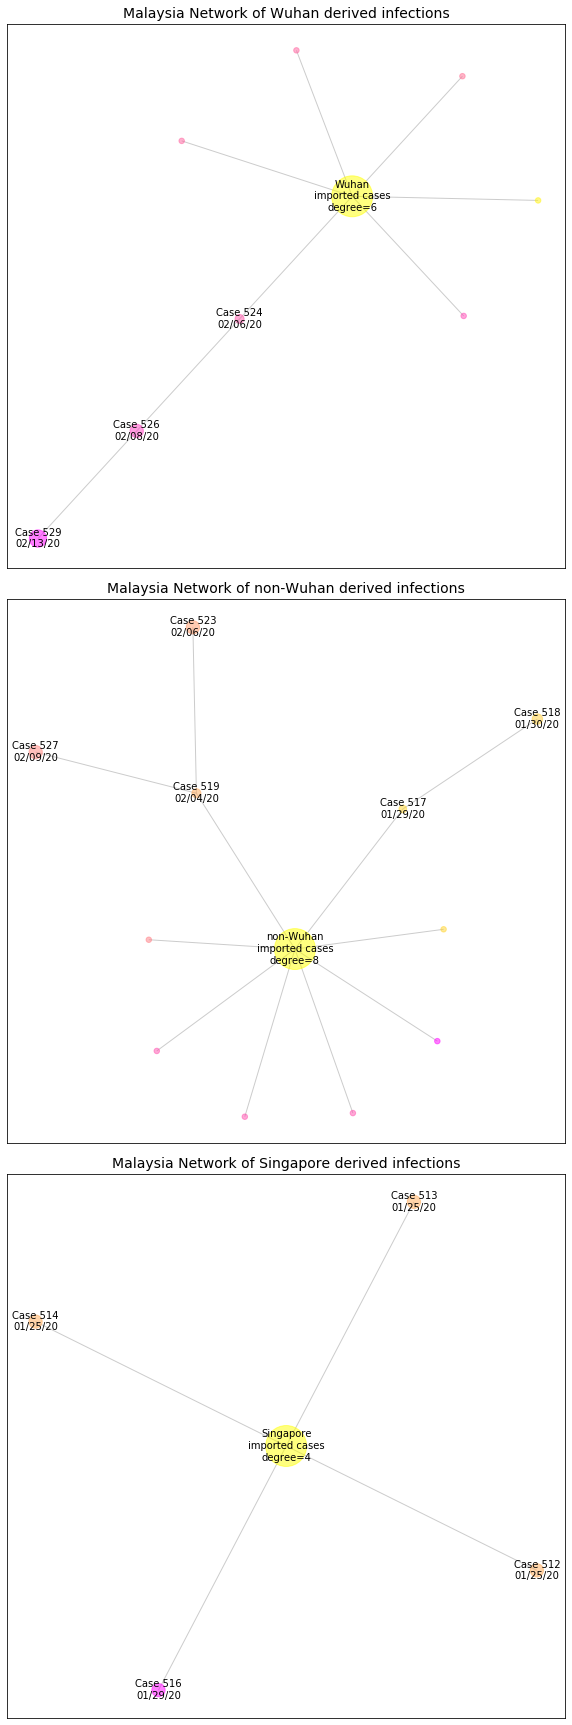 Malaysia Network of Wuhan derived infections
Wuhan
imported cases
degree=6
Case 524
02/06/20
Case 526
02/08/20
Case 529
02/13/20
Malaysia Network of non-Wuhan derived infections
Case 523
02/06/20
Case 518
01/30/20
Case 527
02/09/20
Case 519
02/04/20
Case 517
01/29/20
non-Wuhan
imported cases
degree=8
Malaysia Network of Singapore derived infections
Case 513
01/25/20
Case 514
01/25/20
Singapore
imported cases
degree=4
Case 512
01/25/20
Case 516
01/29/20